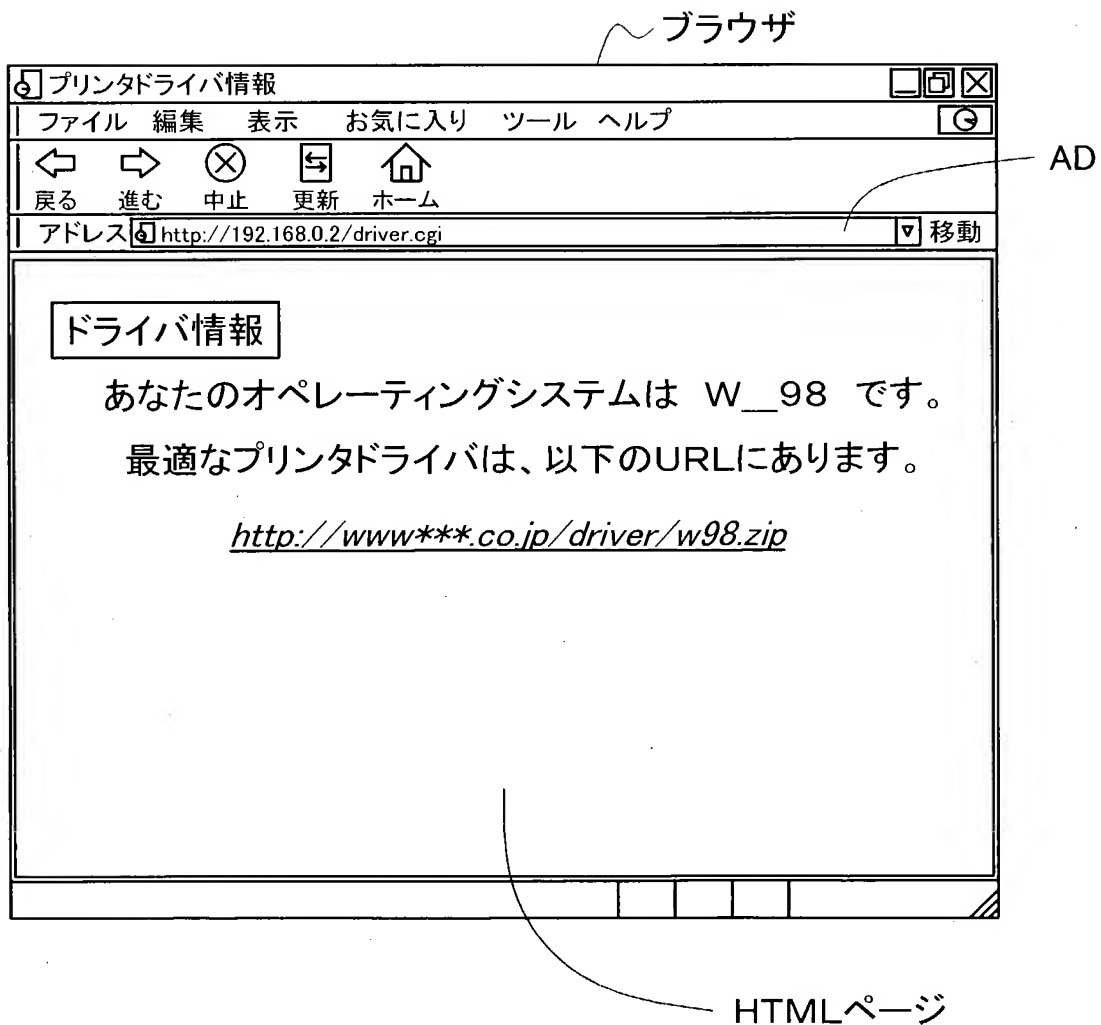 ブラウザ
プリンタドライバ情報
ファイル 編集 表示 お気に入り ツール ヘルプ
戻る 進む 中止 更新 ホーム
AD
アドレス http://192.168.0.2/driver.cgi 移動
ドライバ情報
あなたのオペレーティングシステムは W__98 です。
最適なプリンタドライバは、以下のURLにあります。
http://www***.co.jp/driver/w98.zip
HTMLページ